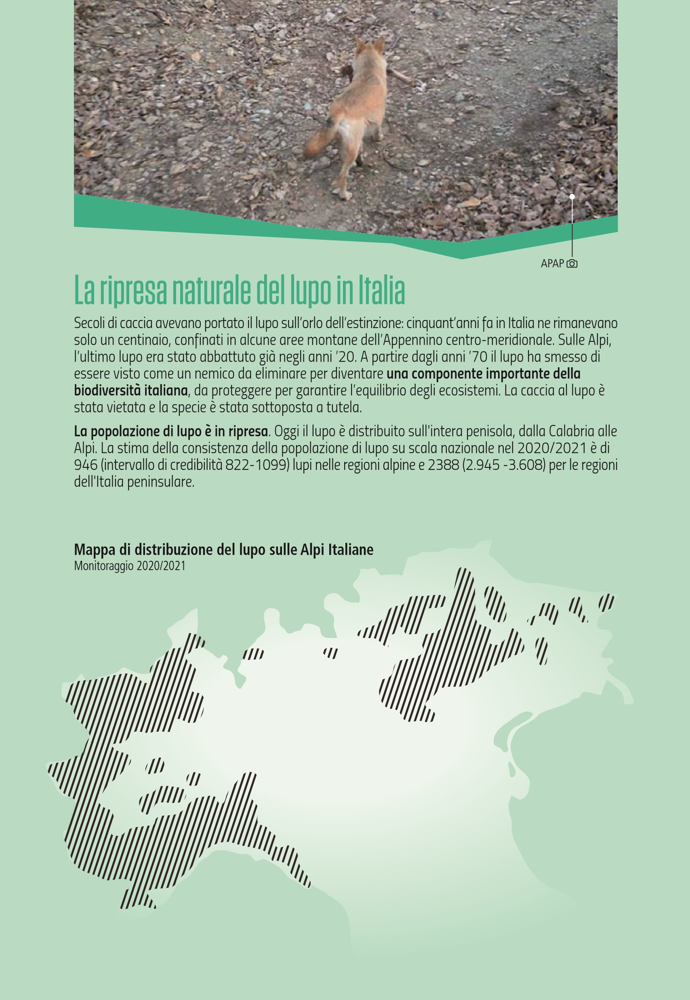 APAP
La ripresa naturale del lupo in Italia
Secoli di caccia avevano portato il lupo sull’orlo dell’estinzione: cinquant’anni fa in Italia ne rimanevano
solo un centinaio, confinati in alcune aree montane dell’Appennino centro-meridionale. Sulle Alpi,
l’ultimo lupo era stato abbattuto già negli anni ’20. A partire dagli anni ’70 il lupo ha smesso di
essere visto come un nemico da eliminare per diventare una componente importante della
biodiversità italiana, da proteggere per garantire l’equilibrio degli ecosistemi. La caccia al lupo è
stata vietata e la specie è stata sottoposta a tutela.
La popolazione di lupo è in ripresa. Oggi il lupo è distribuito sull'intera penisola, dalla Calabria alle
Alpi. La stima della consistenza della popolazione di lupo su scala nazionale nel 2020/2021 è di
946 (intervallo di credibilità 822-1099) lupi nelle regioni alpine e 2388 (2.945 -3.608) per le regioni
dell'Italia peninsulare.
Mappa di distribuzione del lupo sulle Alpi Italiane
Monitoraggio 2020/2021